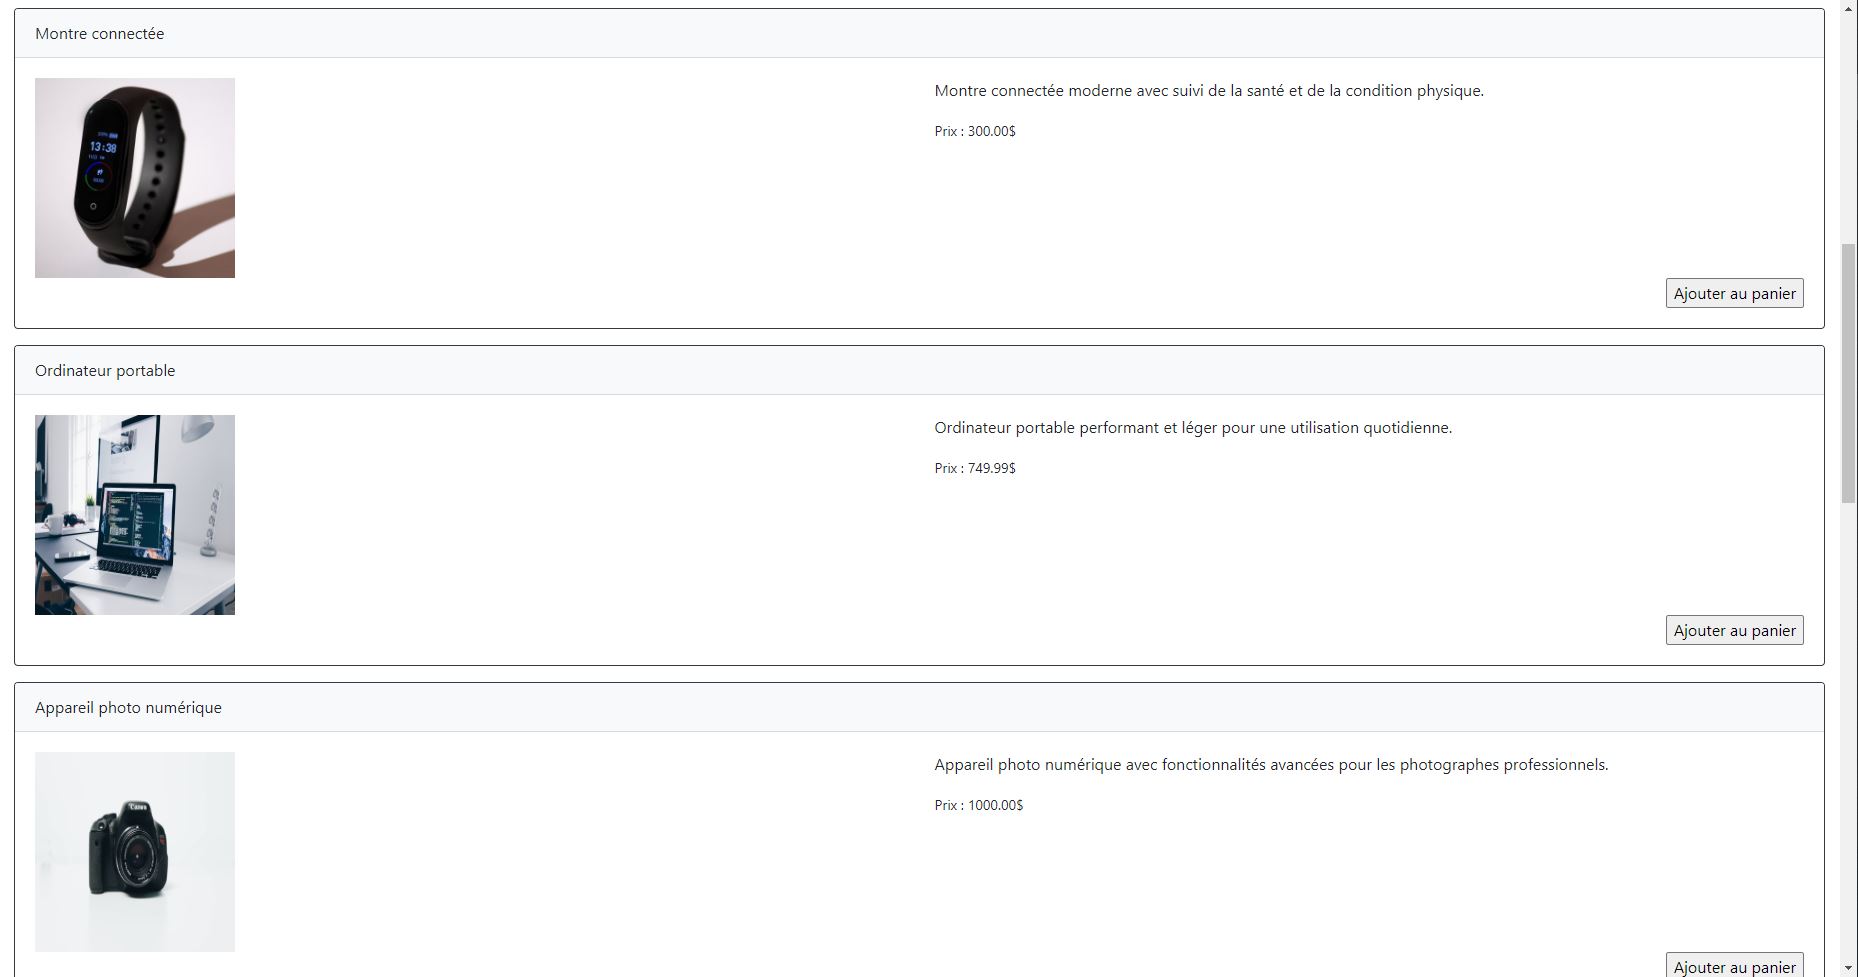 Montre connectée
13:38
Montre connectée moderne avec suivi de la santé et de la condition physique.
Prix : 300.00$
Ajouter au panier
Ordinateur portable
Ordinateur portable performant et léger pour une utilisation quotidienne.
Prix : 749.99$
Ajouter au panier
Appareil photo numérique
Canon
Appareil photo numérique avec fonctionnalités avancées pour les photographes professionnels.
Prix : 1000.00$
Ajouter au panier